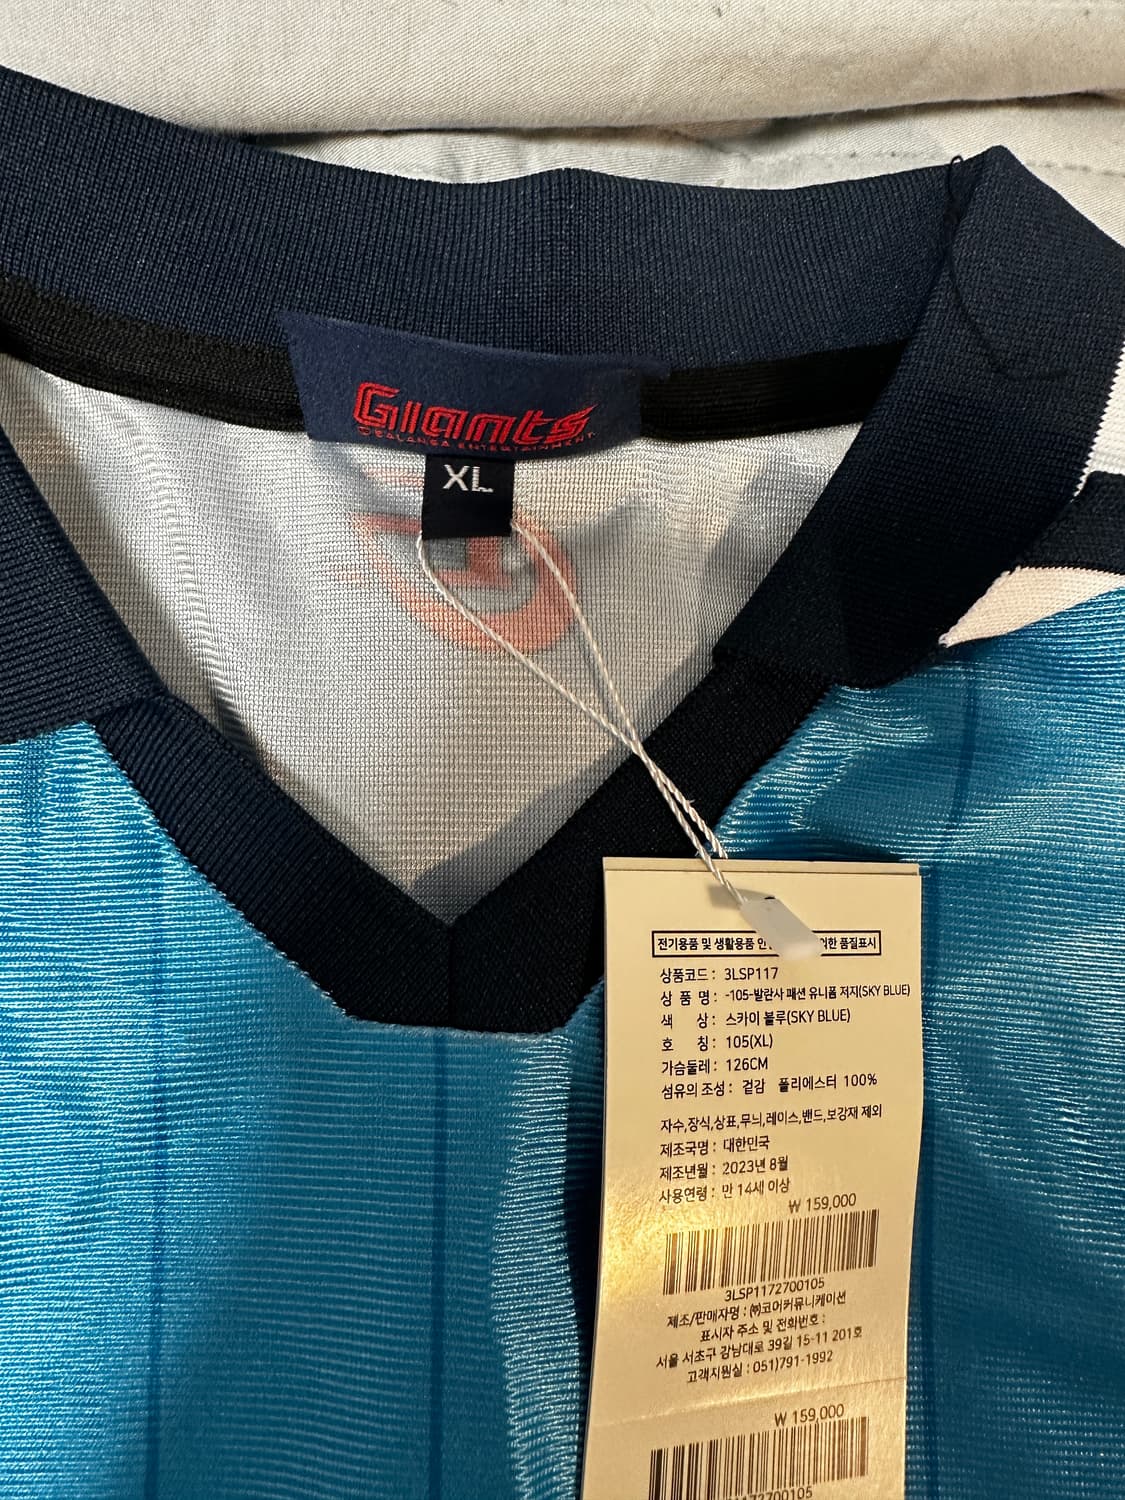 Giants
BALANSA ENTERTAINMENT.
XL
전기용품 및 생활용품 안 의한 품질표시
상품코드 : 3LSP117
상 품 명 : -105-발란사 패션 유니폼 저지(SKY BLUE)
색 상 : 스카이 블루(SKY BLUE)
호 칭 : 105(XL)
가슴둘레 : 126CM
섬유의 조성 : 겉감 폴리에스터 100%
자수,장식,상표,무늬,레이스,밴드,보강재 제외
제조국명 : 대한민국
제조년월 : 2023년 8월
사용연령 : 만 14세 이상
₩ 159,000
3LSP1172700105
제조/판매자명 : ㈜코어커뮤니케이션
표시자 주소 및 전화번호 :
서울 서초구 강남대로 39길 15-11 201호
고객지원실 : 051)791-1992
₩ 159,000
1172700105